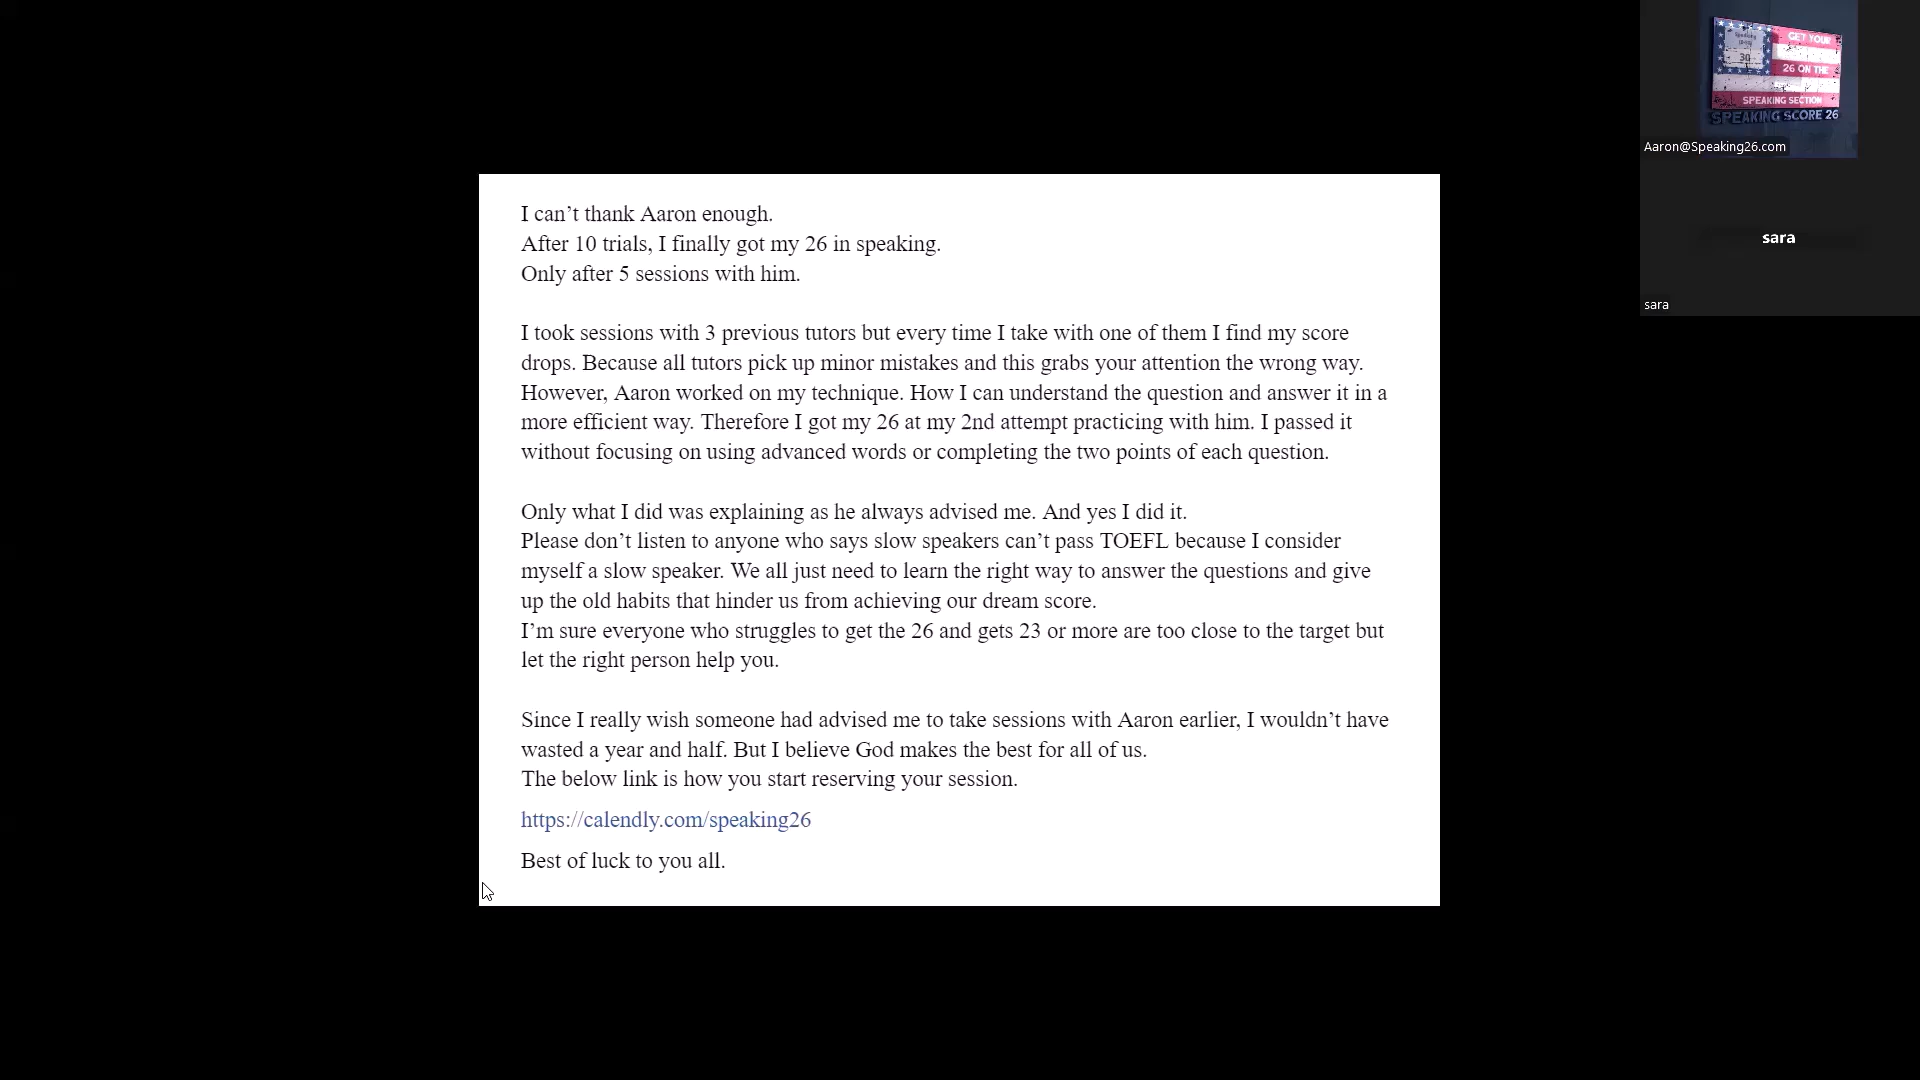 I can’t thank Aaron enough.
After 10 trials, I finally got my 26 in speaking.
Only after 5 sessions with him.
I took sessions with 3 previous tutors but every time I take with one of them I find my score
drops. Because all tutors pick up minor mistakes and this grabs your attention the wrong way.
However, Aaron worked on my technique. How I can understand the question and answer it in a
more efficient way. Therefore I got my 26 at my 2nd attempt practicing with him. I passed it
without focusing on using advanced words or completing the two points of each question.
Only what I did was explaining as he always advised me. And yes I did it.
Please don’t listen to anyone who says slow speakers can’t pass TOEFL because I consider
myself a slow speaker. We all just need to learn the right way to answer the questions and give
up the old habits that hinder us from achieving our dream score.
I’m sure everyone who struggles to get the 26 and gets 23 or more are too close to the target but
let the right person help you.
Since I really wish someone had advised me to take sessions with Aaron earlier, I wouldn’t have
wasted a year and half. But I believe God makes the best for all of us.
The below link is how you start reserving your session.
https://calendly.com/speaking26
Best of luck to you all.
GET YOUR
26 ON THE
SPEAKING SECTION
SPEAKING SCORE 26
30
Aaron@Speaking26.com
sara
sara